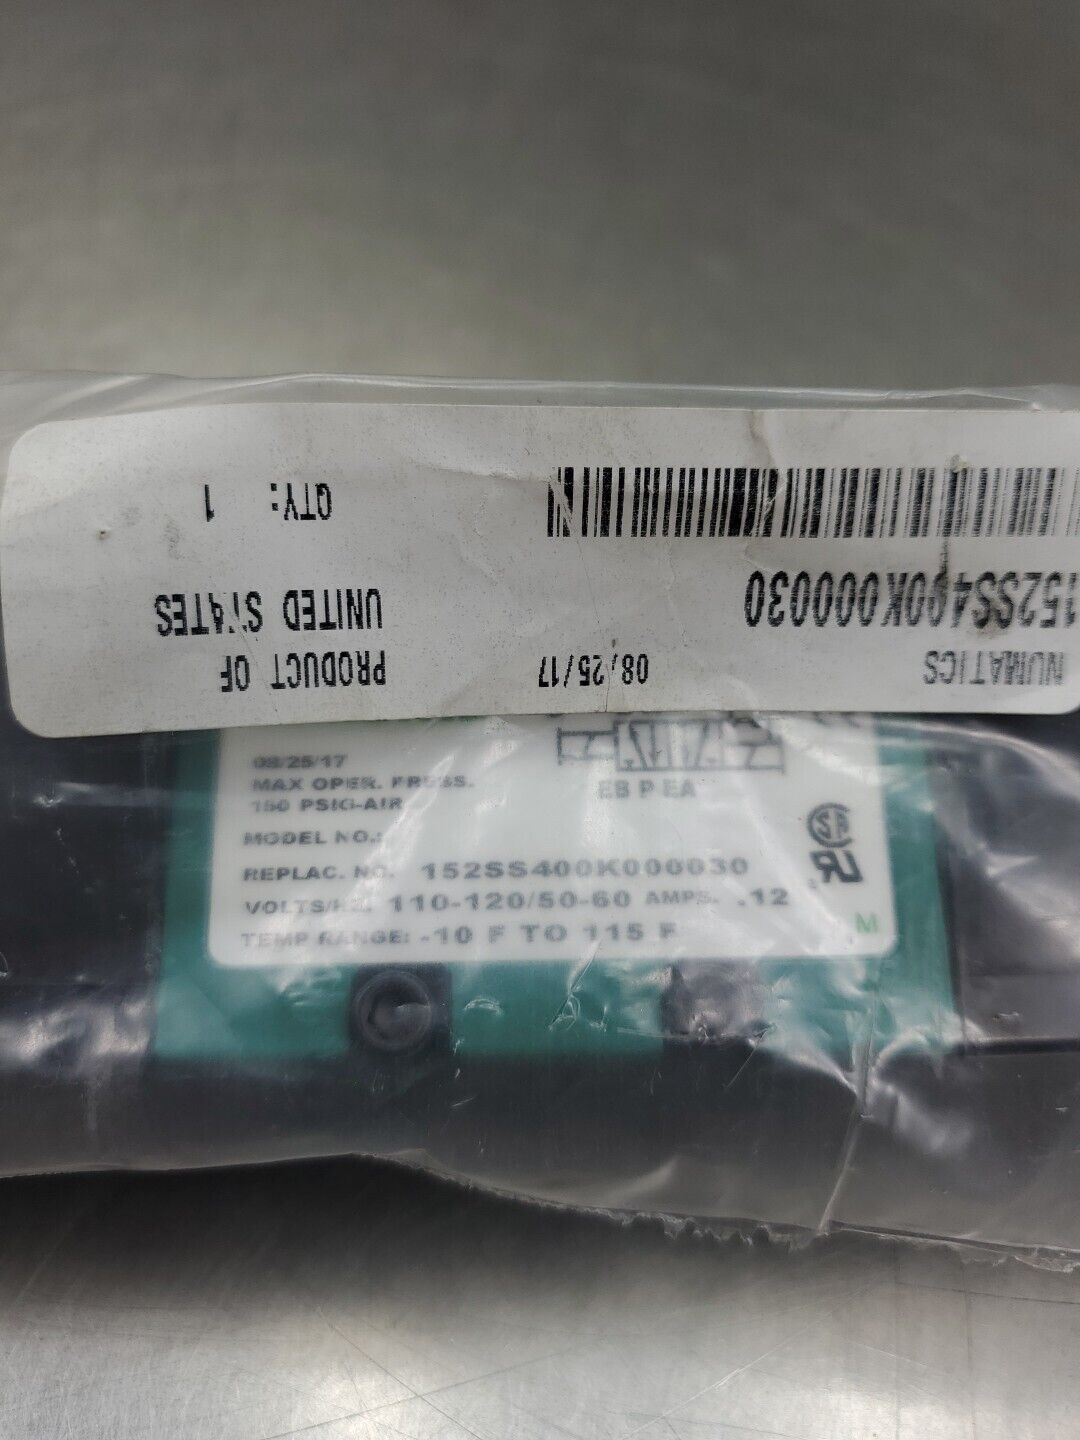 NUMATICS 08/25/17 PRODUCT OF
152SS400K000030 UNITED STATES
QTY: 1
08/25/17
MAX OPER. PRESS.
150 PSIG-AIR
EB P EA
MODEL NO.:
REPLAC. NO. 152SS400K000030
VOLTS/HZ. 110-120/50-60 AMPS. .12
TEMP RANGE: -10 F TO 115 F
M